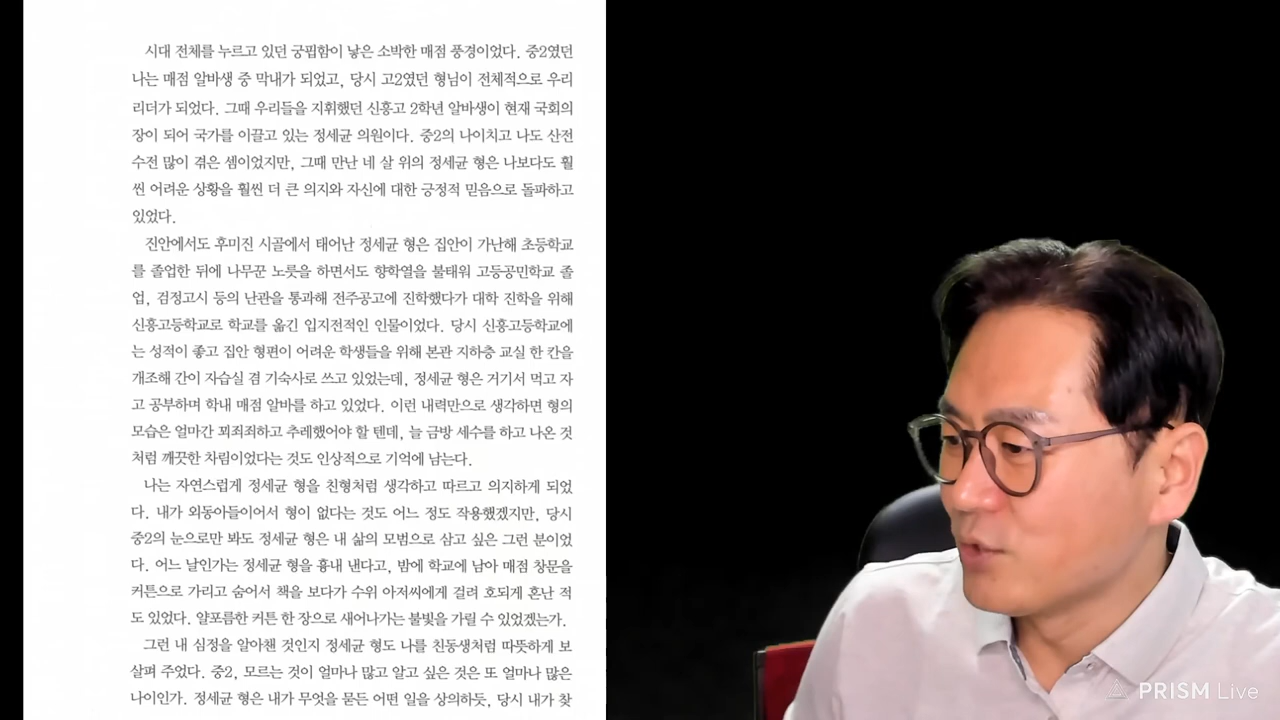 시대 전체를 누르고 있던 궁핍함이 낳은 소박한 매점 풍경이었다. 중2였던
나는 매점 알바생 중 막내가 되었고, 당시 고2였던 형님이 전체적으로 우리
리더가 되었다. 그때 우리들을 지휘했던 신흥고 2학년 알바생이 현재 국회의
장이 되어 국가를 이끌고 있는 정세균 의원이다. 중2의 나이치고 나도 산전
수전 많이 겪은 셈이었지만, 그때 만난 네 살 위의 정세균 형은 나보다도 훨
씬 어려운 상황을 훨씬 더 큰 의지와 자신에 대한 긍정적 믿음으로 돌파하고
있었다.
진안에서도 후미진 시골에서 태어난 정세균 형은 집안이 가난해 초등학교
를 졸업한 뒤에 나무꾼 노릇을 하면서도 향학열을 불태워 고등공민학교 졸
업, 검정고시 등의 난관을 통과해 전주공고에 진학했다가 대학 진학을 위해
신흥고등학교로 학교를 옮긴 입지전적인 인물이었다. 당시 신흥고등학교에
는 성적이 좋고 집안 형편이 어려운 학생들을 위해 본관 지하층 교실 한 칸을
개조해 간이 자습실 겸 기숙사로 쓰고 있었는데, 정세균 형은 거기서 먹고 자
고 공부하며 학내 매점 알바를 하고 있었다. 이런 내력만으로 생각하면 형의
모습은 얼마간 꾀죄죄하고 추레했어야 할 텐데, 늘 금방 세수를 하고 나온 것
처럼 깨끗한 차림이었다는 것도 인상적으로 기억에 남는다.
나는 자연스럽게 정세균 형을 친형처럼 생각하고 따르고 의지하게 되었
다. 내가 외동아들이어서 형이 없다는 것도 어느 정도 작용했겠지만, 당시
중2의 눈으로만 봐도 정세균 형은 내 삶의 모범으로 삼고 싶은 그런 분이었
다. 어느 날인가는 정세균 형을 흉내 낸다고, 밤에 학교에 남아 매점 창문을
커튼으로 가리고 숨어서 책을 보다가 수위 아저씨에게 걸려 호되게 혼난 적
도 있었다. 얄포름한 커튼 한 장으로 새어나가는 불빛을 가릴 수 있었겠는가.
그런 내 심정을 알아챈 것인지 정세균 형도 나를 친동생처럼 따뜻하게 보
살펴 주었다. 중2, 모르는 것이 얼마나 많고 알고 싶은 것은 또 얼마나 많은
나이인가. 정세균 형은 내가 무엇을 묻든 어떤 일을 상의하듯, 당시 내가 찾
PRISM Live